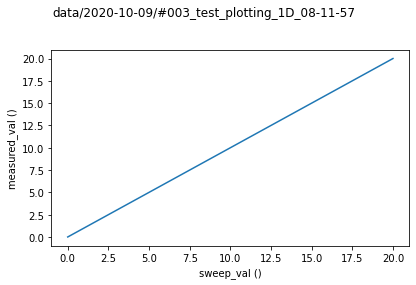 data/2020-10-09/#003_test_plotting_1D_08-11-57
20.0
17.5
15.0
12.5
10.0
7.5
5.0
2.5
0.0
measured_val ()
0.0 2.5 5.0 7.5 10.0 12.5 15.0 17.5 20.0
sweep_val ()